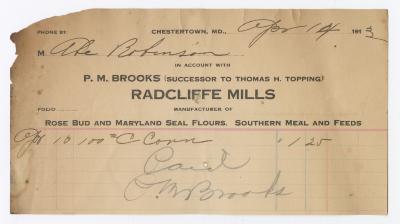 PHONE BY CHESTERTOWN, MD., Apr 14 1913
M Abe Robinson
IN ACCOUNT WITH
P. M. BROOKS (SUCCESSOR TO THOMAS H. TOPPING)
RADCLIFFE MILLS
FOLIO MANUFACTURER OF
ROSE BUD AND MARYLAND SEAL FLOURS. SOUTHERN MEAL AND FEEDS
Apr 10 100# C Corn $ 1 25
Paid
P M Brooks